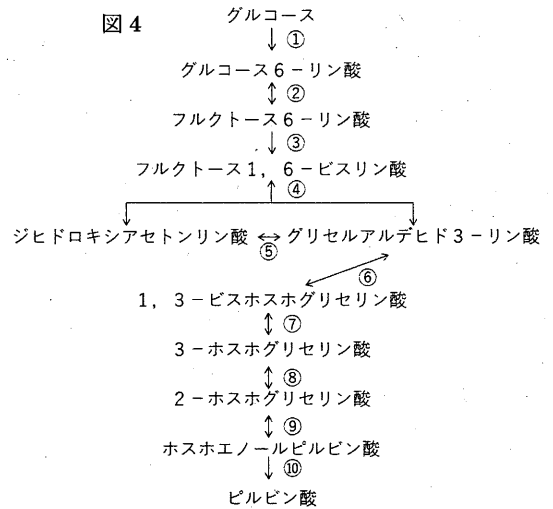 図4
グルコース
①
グルコース6－リン酸
②
フルクトース6－リン酸
③
フルクトース1，6－ビスリン酸
④
ジヒドロキシアセトンリン酸 ⑤ グリセルアルデヒド3－リン酸
⑥
1，3－ビスホスホグリセリン酸
⑦
3－ホスホグリセリン酸
⑧
2－ホスホグリセリン酸
⑨
ホスホエノールピルビン酸
⑩
ピルビン酸